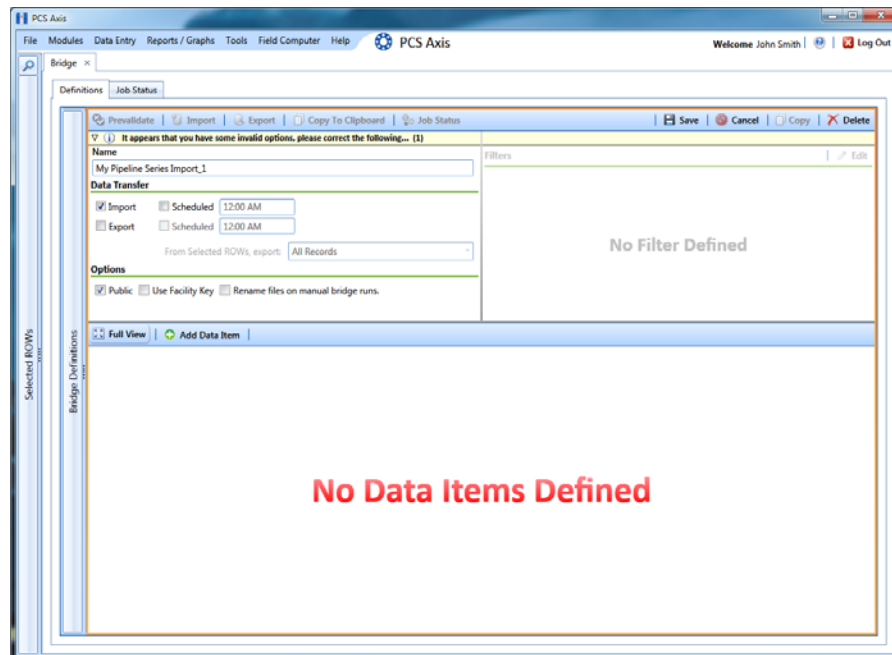 PCS Axis
File Modules Data Entry Reports / Graphs Tools Field Computer Help PCS Axis Welcome John Smith Log Out
Bridge ×
Definitions Job Status
Prevalidate Import Export Copy To Clipboard Job Status Save Cancel Copy Delete
It appears that you have some invalid options, please correct the following... (1)
Name
Filters Edit
My Pipeline Series Import_1
Data Transfer
Import Scheduled 12:00 AM
Export Scheduled 12:00 AM
No Filter Defined
From Selected ROWs, export: All Records
Options
Public Use Facility Key Rename files on manual bridge runs.
Full View Add Data Item
Selected ROWs
Bridge Definitions
No Data Items Defined